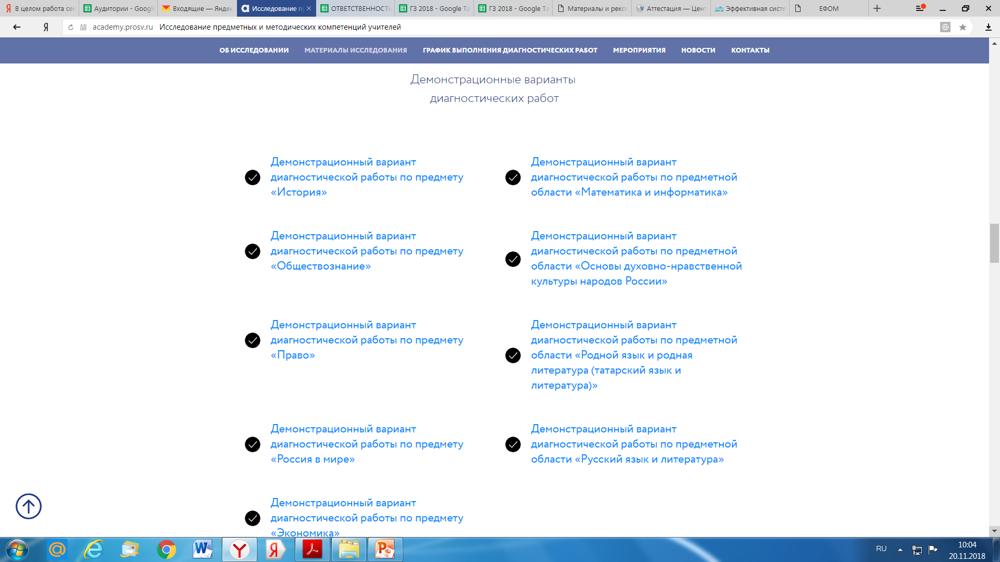 В целом работа сек
Аудитории - Google
Входящие — Яндек
Исследование п
ОТВЕТСТВЕННОСТЬ
ГЗ 2018 - Google Та
ГЗ 2018 - Google Та
Материалы и реко
Аттестация — Цент
Эффективная систе
ЕФОМ
academy.prosv.ru Исследование предметных и методических компетенций учителей
ОБ ИССЛЕДОВАНИИ
МАТЕРИАЛЫ ИССЛЕДОВАНИЯ
ГРАФИК ВЫПОЛНЕНИЯ ДИАГНОСТИЧЕСКИХ РАБОТ
МЕРОПРИЯТИЯ
НОВОСТИ
КОНТАКТЫ
Демонстрационные варианты
диагностических работ
Демонстрационный вариант
диагностической работы по предмету
«История»
Демонстрационный вариант
диагностической работы по предметной
области «Математика и информатика»
Демонстрационный вариант
диагностической работы по предмету
«Обществознание»
Демонстрационный вариант
диагностической работы по предметной
области «Основы духовно-нравственной
культуры народов России»
Демонстрационный вариант
диагностической работы по предмету
«Право»
Демонстрационный вариант
диагностической работы по предметной
области «Родной язык и родная
литература (татарский язык и
литература)»
Демонстрационный вариант
диагностической работы по предмету
«Россия в мире»
Демонстрационный вариант
диагностической работы по предметной
области «Русский язык и литература»
Демонстрационный вариант
диагностической работы по предмету
«Экономика»
RU
10:04
20.11.2018